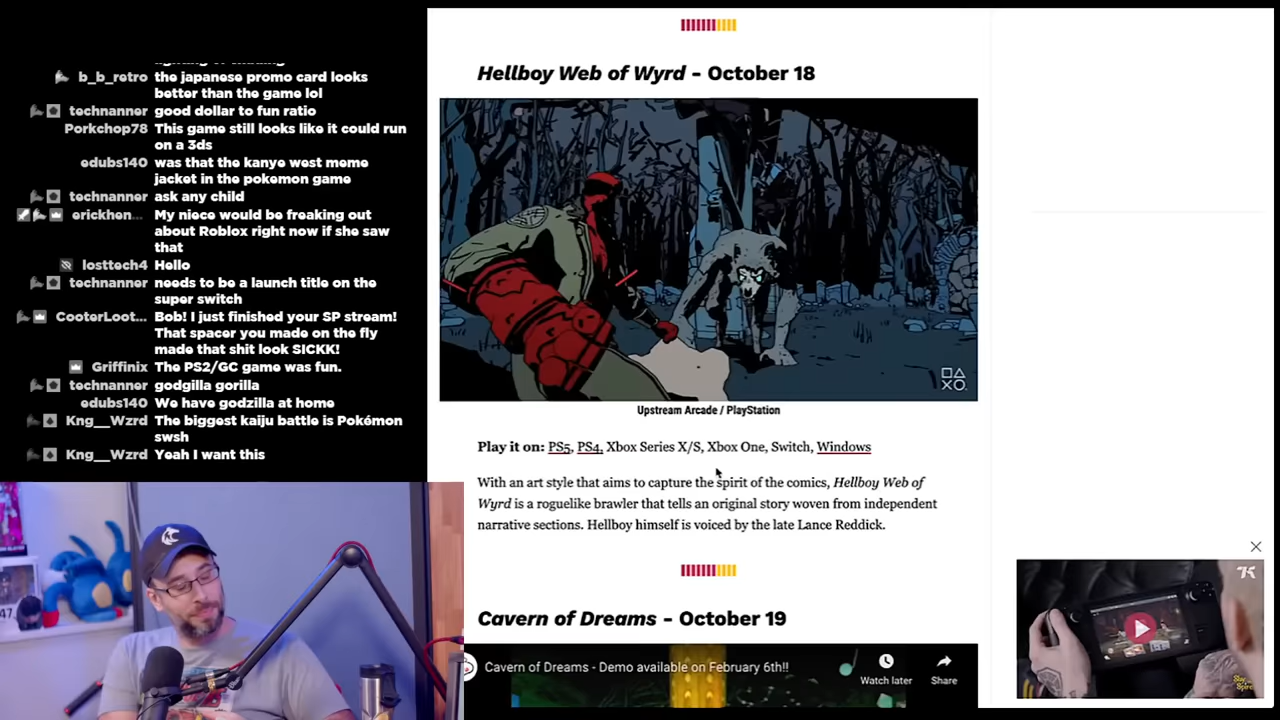 b_b_retro the japanese promo card looks
better than the game lol
technanner good dollar to fun ratio
Porkchop78 This game still looks like it could run
on a 3ds
edubs140 was that the kanye west meme
jacket in the pokemon game
technanner ask any child
erickhen... My niece would be freaking out
about Roblox right now if she saw
that
losttech4 Hello
technanner needs to be a launch title on the
super switch
CooterLoot... Bob! I just finished your SP stream!
That spacer you made on the fly
made that shit look SICKK!
Griffinix The PS2/GC game was fun.
technanner godgilla gorilla
edubs140 We have godzilla at home
Kng__Wzrd The biggest kaiju battle is Pokémon
swsh
Kng__Wzrd Yeah I want this
47
Hellboy Web of Wyrd - October 18
Upstream Arcade / PlayStation
Play it on: PS5, PS4, Xbox Series X/S, Xbox One, Switch, Windows
With an art style that aims to capture the spirit of the comics, Hellboy Web of
Wyrd is a roguelike brawler that tells an original story woven from independent
narrative sections. Hellboy himself is voiced by the late Lance Reddick.
Cavern of Dreams - October 19
Cavern of Dreams - Demo available on February 6th!!
Watch later
Share
Slay the Spire